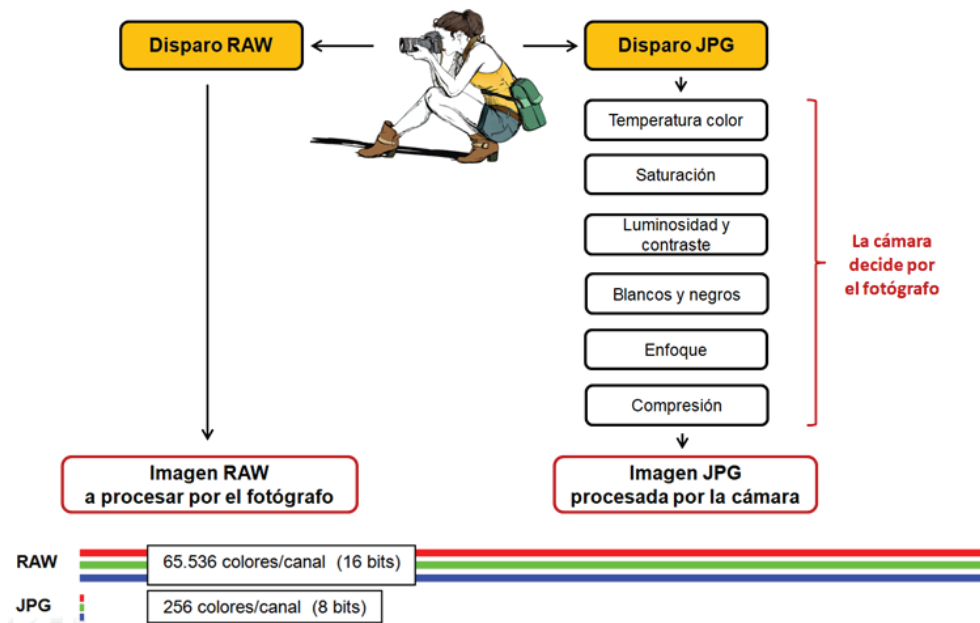 Disparo RAW
Disparo JPG
Temperatura color
Saturación
Luminosidad y
contraste
Blancos y negros
Enfoque
Compresión
La cámara
decide por
el fotógrafo
Imagen RAW
a procesar por el fotógrafo
Imagen JPG
procesada por la cámara
RAW
65.536 colores/canal (16 bits)
JPG
256 colores/canal (8 bits)